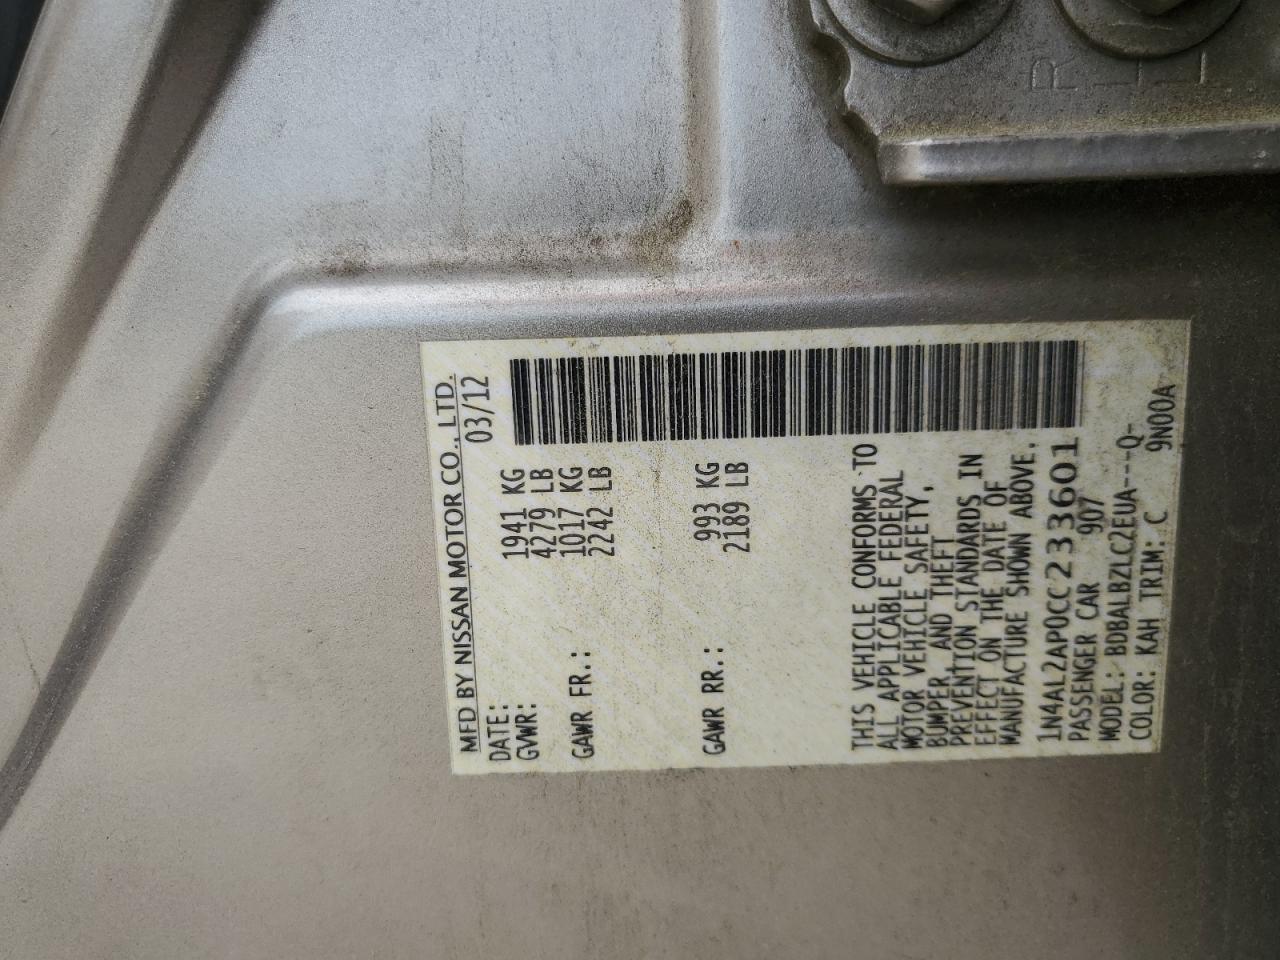 MFD BY NISSAN MOTOR CO., LTD.
DATE: 03/12
GVWR: 1941 KG
4279 LB
GAWR FR.: 1017 KG
2242 LB
GAWR RR.: 993 KG
2189 LB
THIS VEHICLE CONFORMS TO
ALL APPLICABLE FEDERAL
MOTOR VEHICLE SAFETY,
BUMPER, AND THEFT
PREVENTION STANDARDS IN
EFFECT ON THE DATE OF
MANUFACTURE SHOWN ABOVE.
1N4AL2AP0CC233601
PASSENGER CAR 907
MODEL: BDBALBZLC2EUA---Q-
COLOR: KAH TRIM: C 9N00A
R